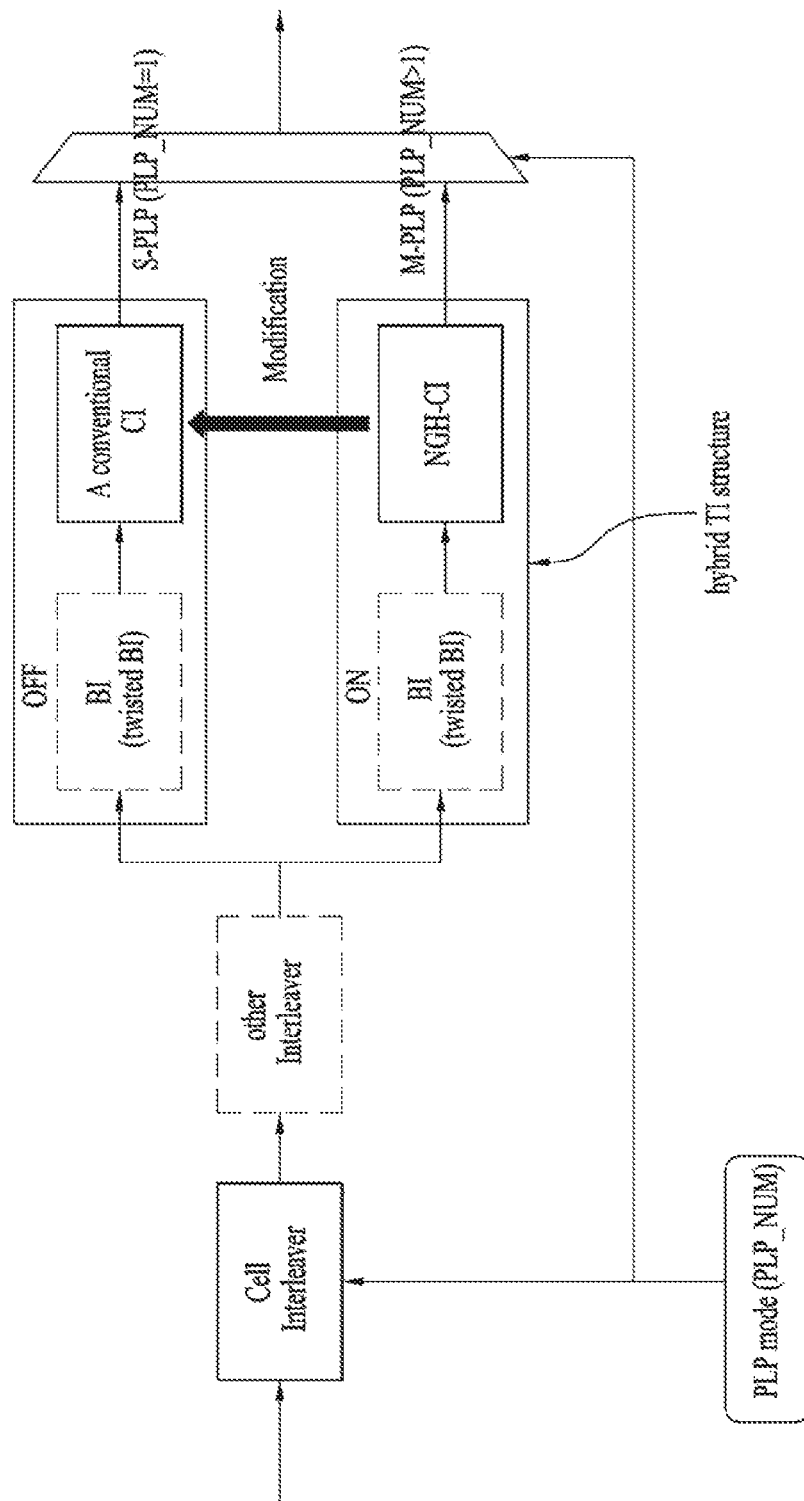 Cell
Interleaver
other
Interleaver
OFF
BI
(twisted BI)
A conventional
CI
S-PLP (PLP_NUM=1)
Modification
ON
BI
(twisted BI)
NGH-CI
M-PLP (PLP_NUM>1)
hybrid TI structure
PLP mode (PLP_NUM)